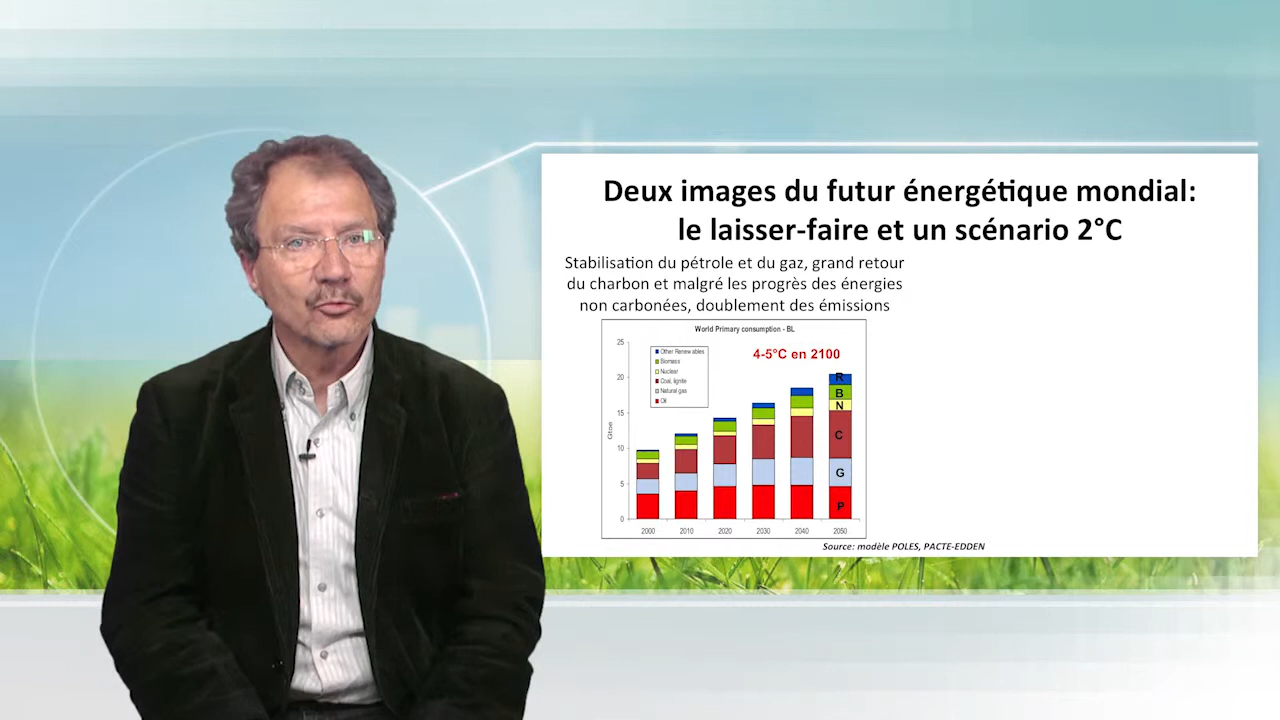 Deux images du futur énergétique mondial:
le laisser-faire et un scénario 2°C
Stabilisation du pétrole et du gaz, grand retour
du charbon et malgré les progrès des énergies
non carbonées, doublement des émissions
World Primary consumption - BL
4-5°C en 2100
Other Renewables
Biomass
Nuclear
Coal, lignite
Natural gas
Oil
Gtoe
25
20
15
10
5
0
R
B
N
C
G
P
2000 2010 2020 2030 2040 2050
Source: modèle POLES, PACTE-EDDEN